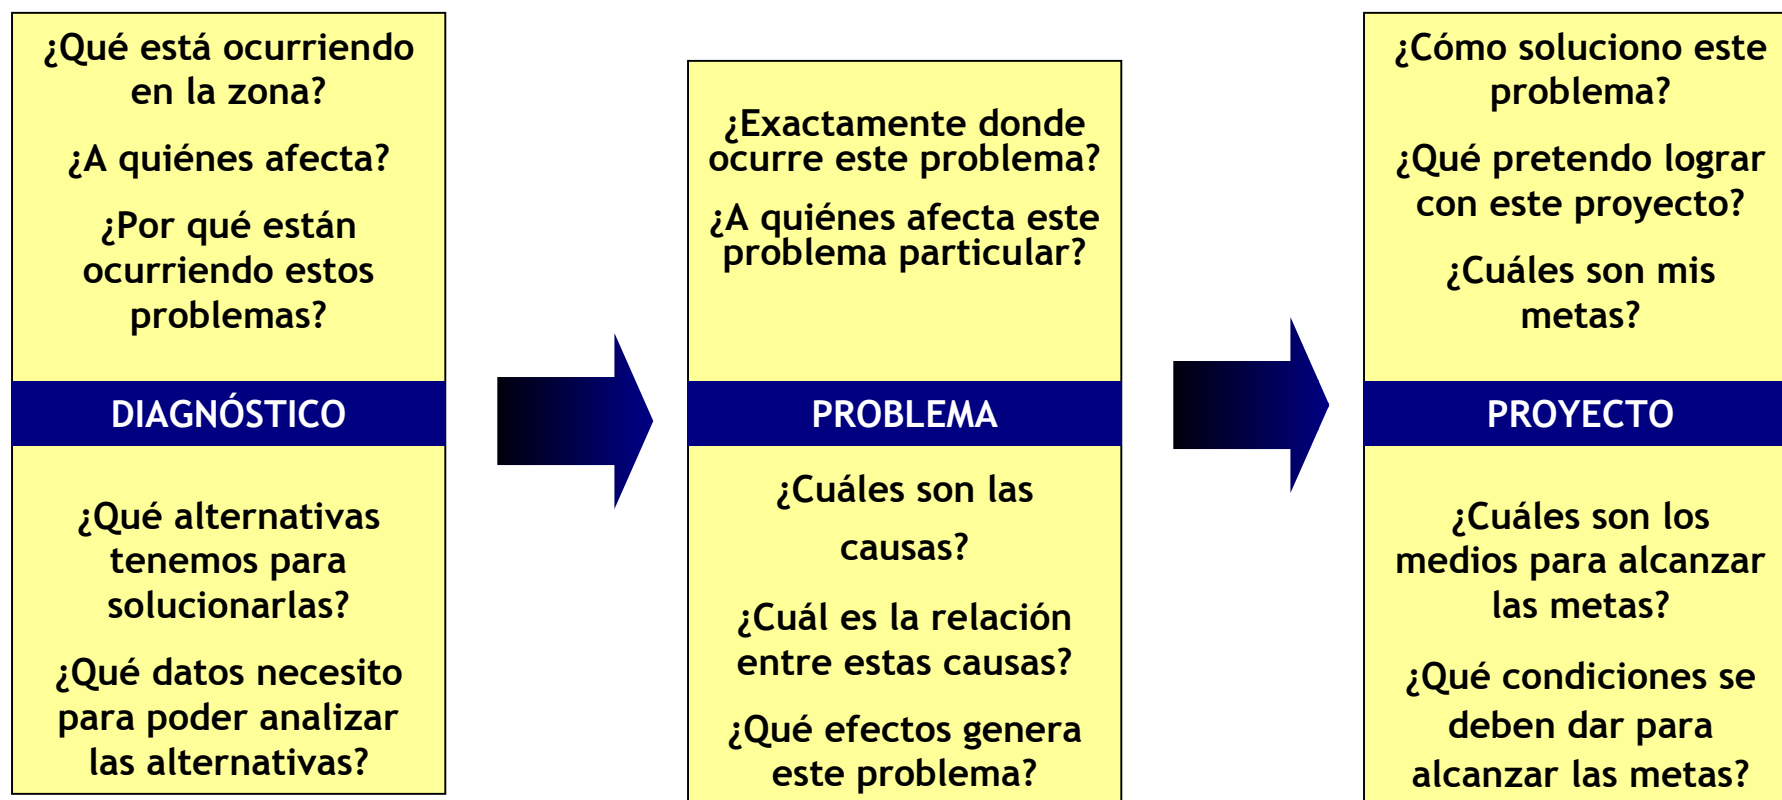 ¿Qué está ocurriendo
en la zona?
¿A quiénes afecta?
¿Por qué están
ocurriendo estos
problemas?
DIAGNÓSTICO
¿Qué alternativas
tenemos para
solucionarlas?
¿Qué datos necesito
para poder analizar
las alternativas?
¿Exactamente donde
ocurre este problema?
¿A quiénes afecta este
problema particular?
PROBLEMA
¿Cuáles son las
causas?
¿Cuál es la relación
entre estas causas?
¿Qué efectos genera
este problema?
¿Cómo soluciono este
problema?
¿Qué pretendo lograr
con este proyecto?
¿Cuáles son mis
metas?
PROYECTO
¿Cuáles son los
medios para alcanzar
las metas?
¿Qué condiciones se
deben dar para
alcanzar las metas?